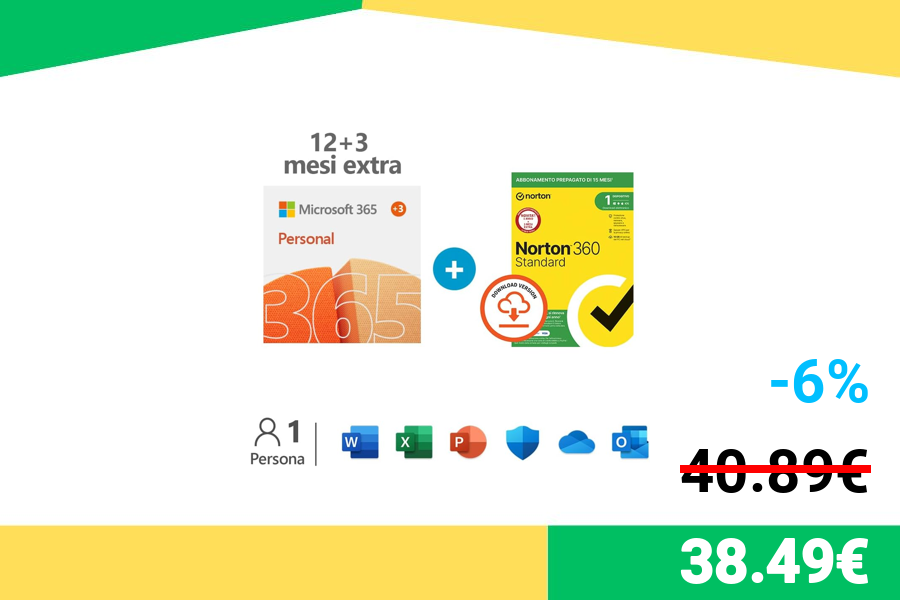 12+3
mesi extra
Microsoft 365
+3
Personal
365
+
ABBONAMENTO PREPAGATO DI 15 MESI*
norton
1
Norton 360
Standard
DOWNLOAD VERSION
-6%
1
Persona
W
X
P
O
40.89€
38.49€